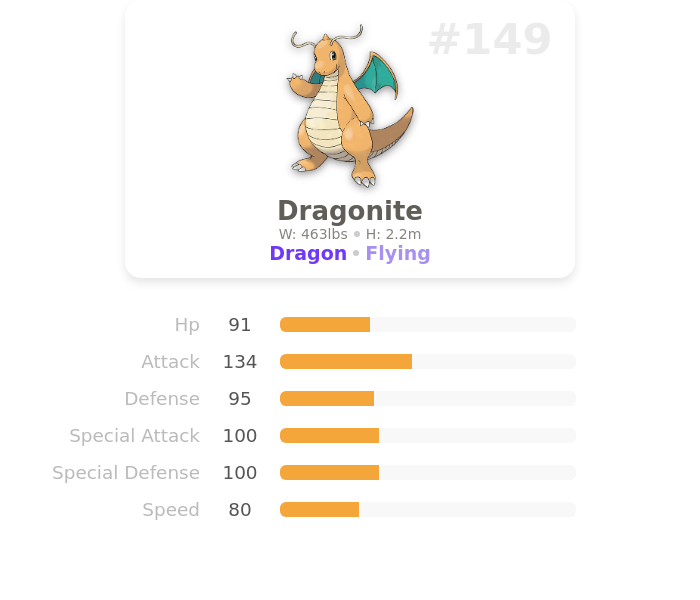 #149
Dragonite
W: 463lbs • H: 2.2m
Dragon • Flying
Hp 91
Attack 134
Defense 95
Special Attack 100
Special Defense 100
Speed 80